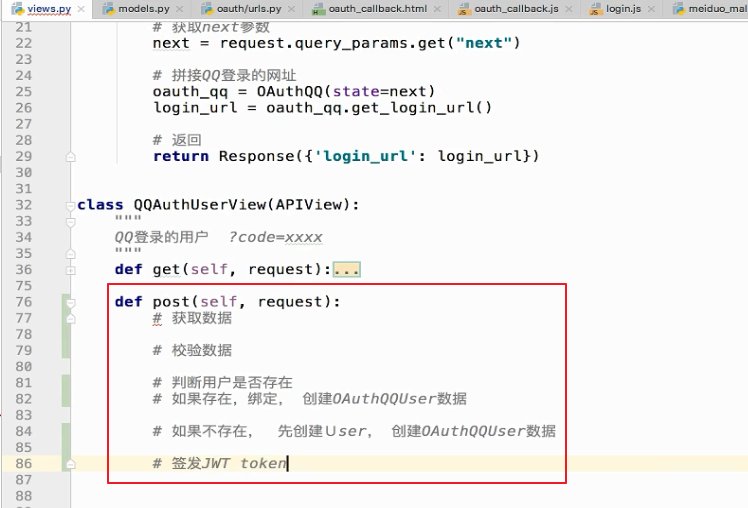 views.py × models.py × oauth/urls.py × oauth_callback.html × oauth_callback.js × login.js × meiduo_mal
21 # 获取next参数
22 next = request.query_params.get("next")
23
24 # 拼接QQ登录的网址
25 oauth_qq = OAuthQQ(state=next)
26 login_url = oauth_qq.get_login_url()
27
28 # 返回
29 return Response({'login_url': login_url})
30
31
32 class QQAuthUserView(APIView):
33 """
34 QQ登录的用户 ?code=xxxx
35 """
36 def get(self, request):...
75
76 def post(self, request):
77 # 获取数据
78
79 # 校验数据
80
81 # 判断用户是否存在
82 # 如果存在，绑定， 创建OAuthQQUser数据
83
84 # 如果不存在， 先创建User， 创建OAuthQQUser数据
85
86 # 签发JWT token
87
88